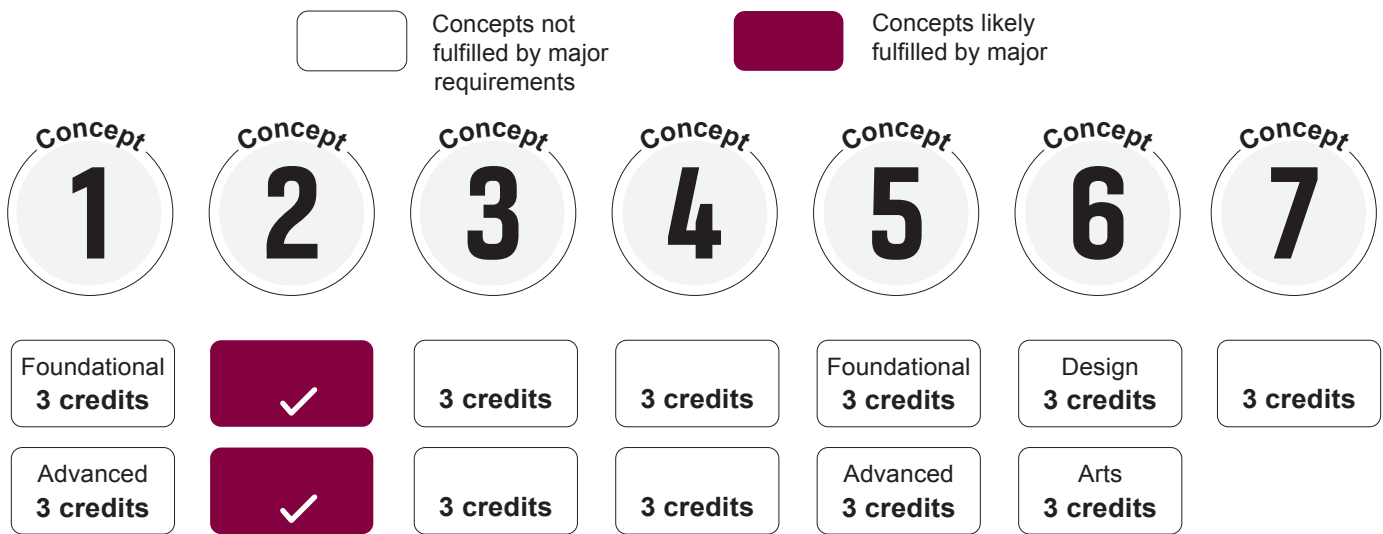 Concepts not
fulfilled by major
requirements
Concepts likely
fulfilled by major
Concept Concept Concept Concept Concept Concept Concept
1 2 3 4 5 6 7
Foundational Foundational Design
3 credits 3 credits 3 credits 3 credits 3 credits 3 credits
Advanced Advanced Arts
3 credits 3 credits 3 credits 3 credits 3 credits